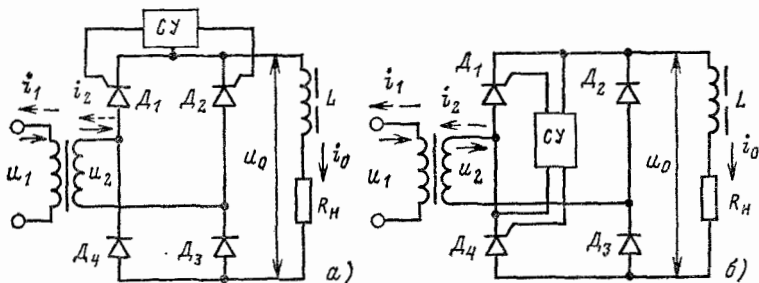 СУ
i₁
i₂
Д₁
Д₂
L
u₁
u₂
u₀
i₀
Rн
Д₄
Д₃
а)
Д₁
Д₂
i₁
i₂
СУ
L
u₁
u₂
u₀
i₀
Rн
Д₄
Д₃
б)